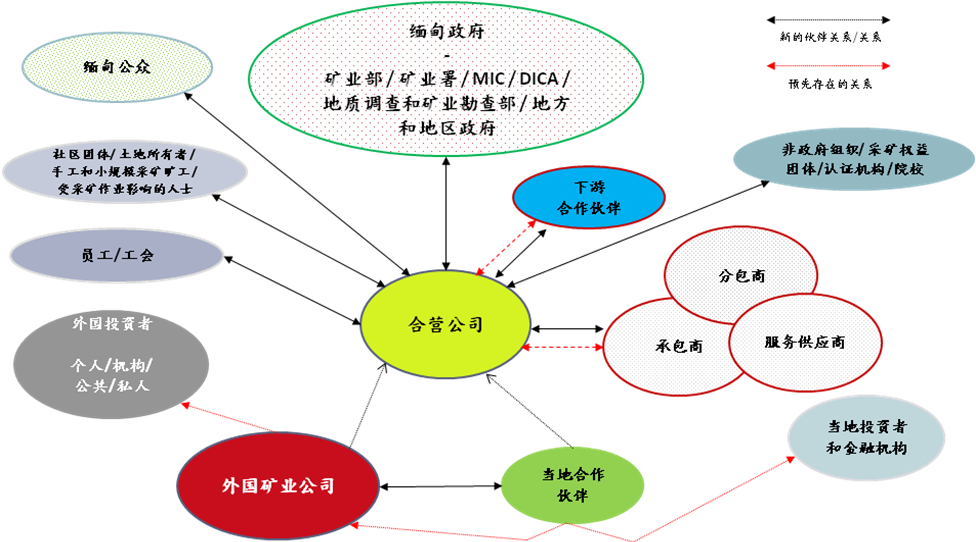 缅甸政府
-
矿业部/矿业署/MIC/DICA/
地质调查和矿业勘查部/地方
和地区政府
新的伙伴关系/关系
预先存在的关系
缅甸公众
社区团体/土地所有者/
手工和小规模采矿旷工/
受采矿作业影响的人士
非政府组织/采矿权益
团体/认证机构/院校
下游
合作伙伴
员工/工会
分包商
合营公司
承包商
服务供应商
外国投资者
个人/机构/
公共/私人
当地投资者
和金融机构
外国矿业公司
当地合作
伙伴